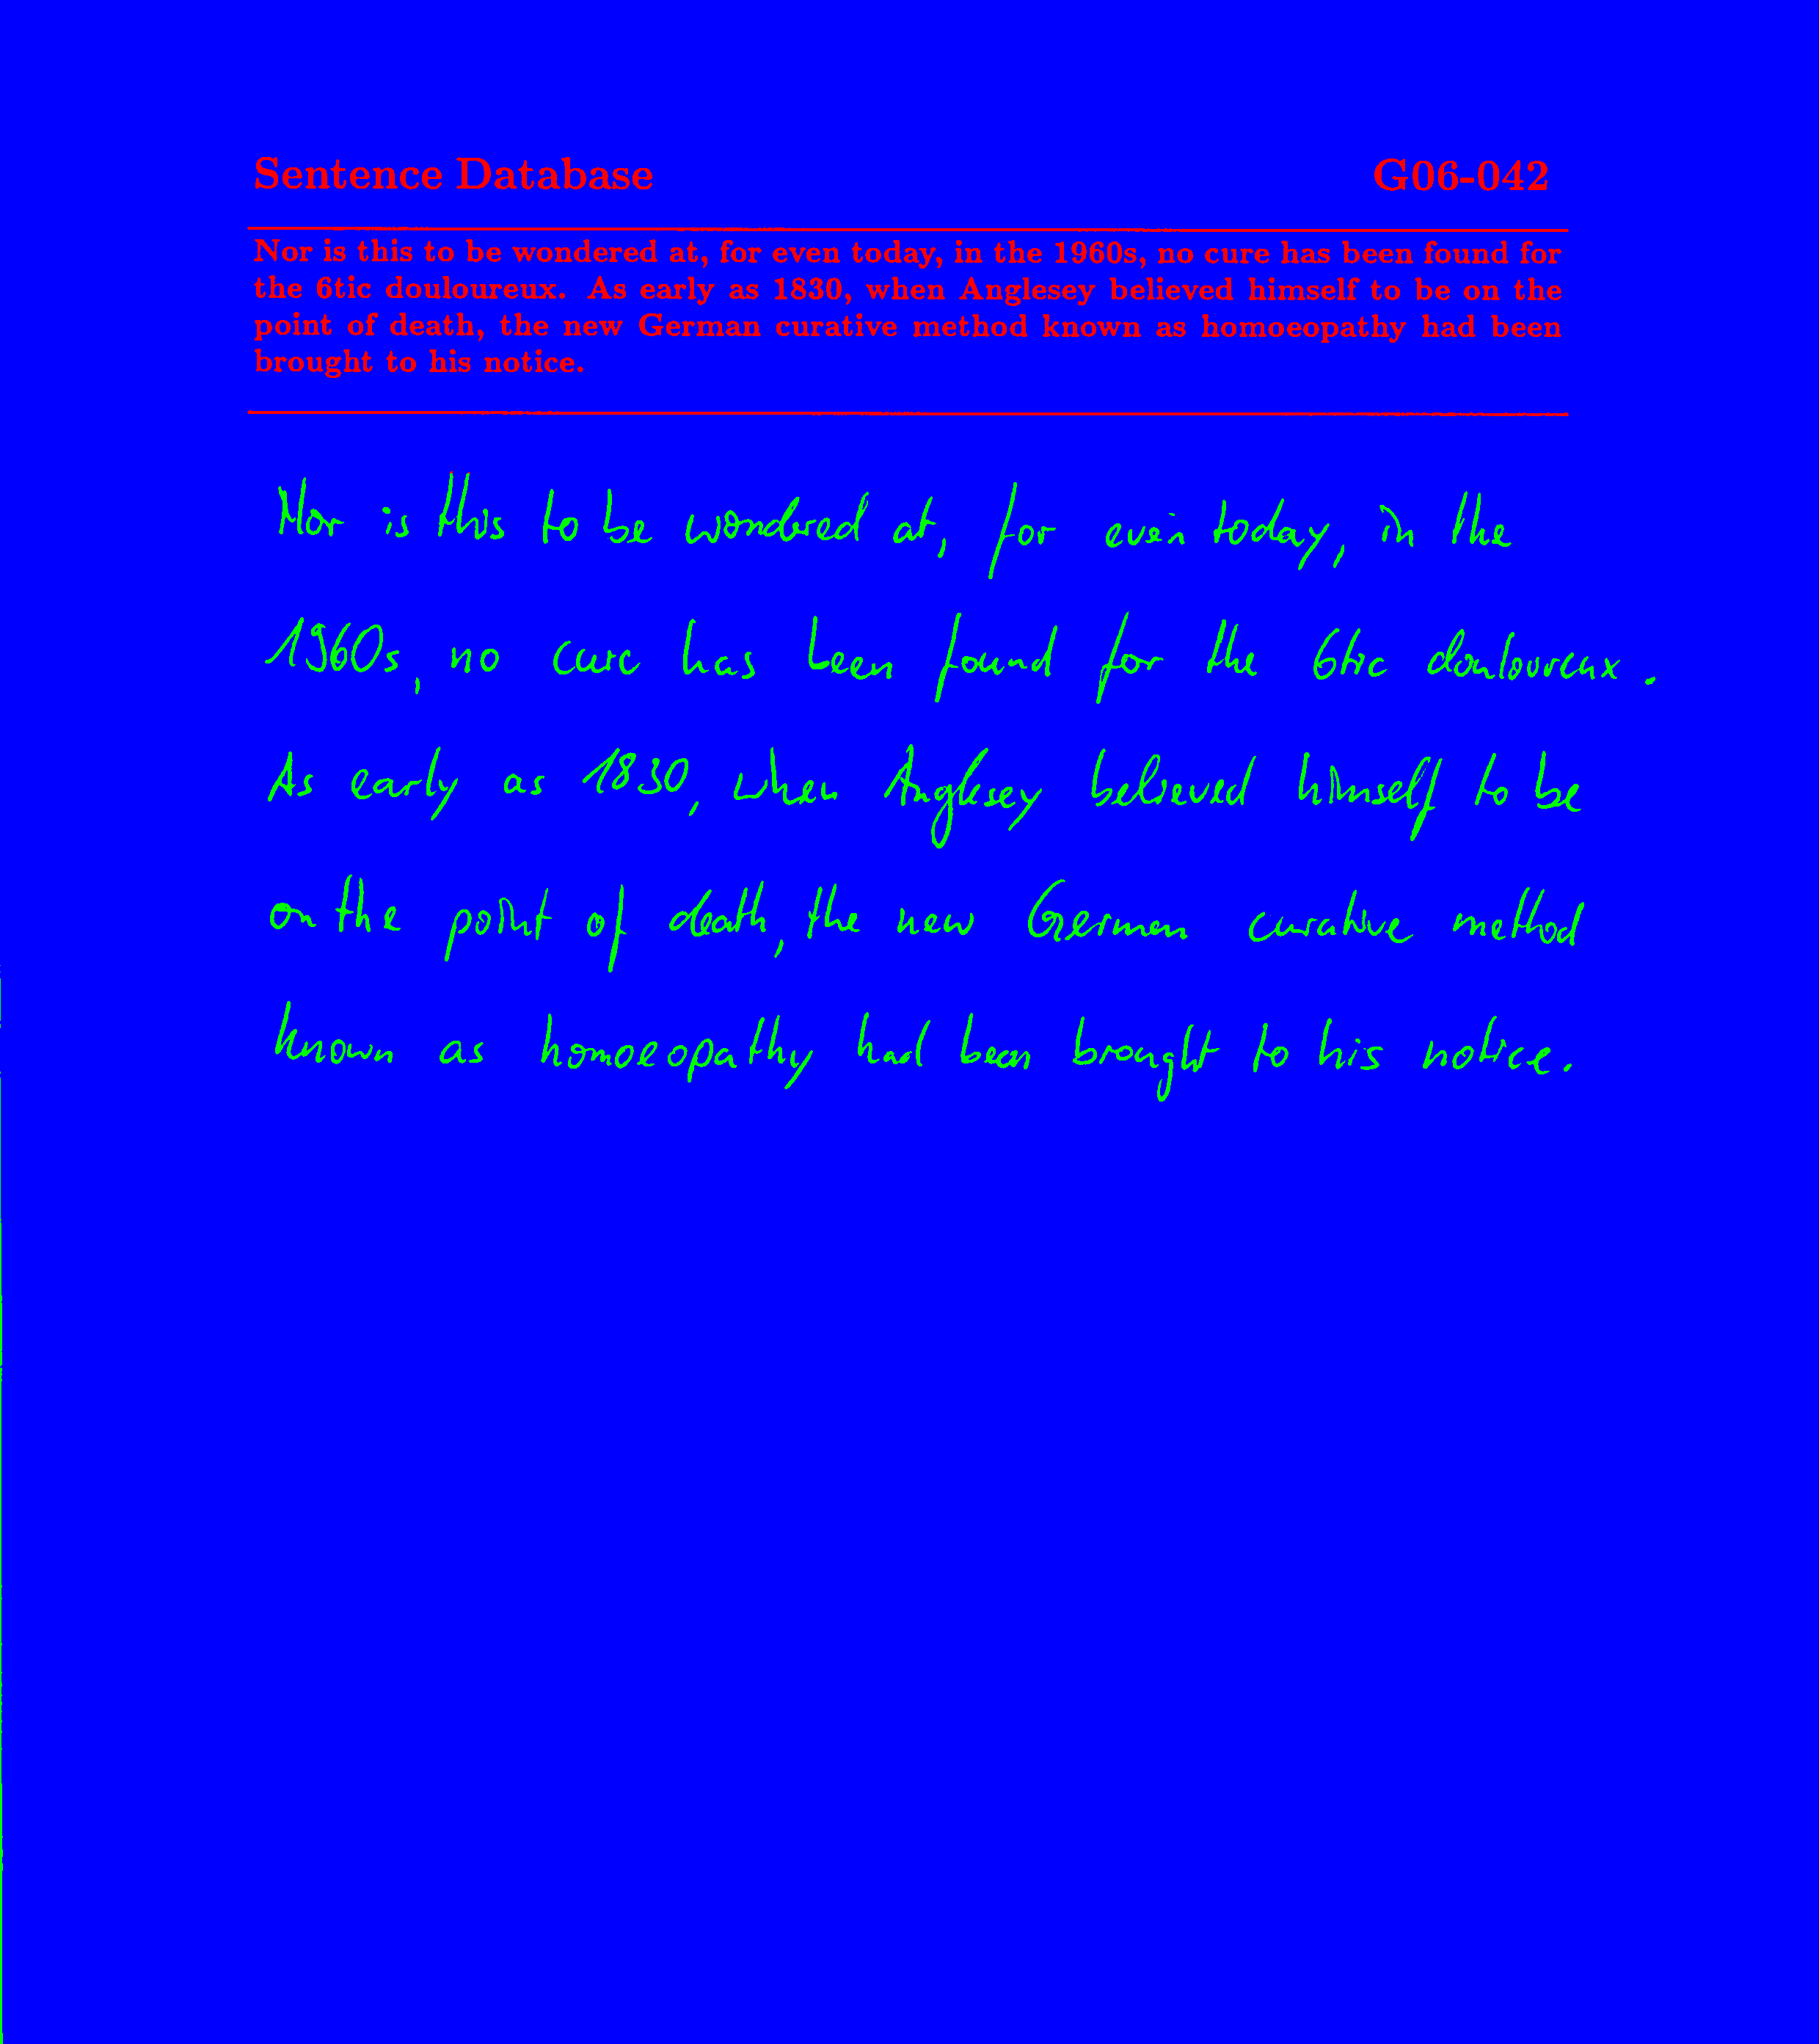 Sentence Database G06-042
Nor is this to be wondered at, for even today, in the 1960s, no cure has been found for
the 6tic douloureux. As early as 1830, when Anglesey believed himself to be on the
point of death, the new German curative method known as homoeopathy had been
brought to his notice.
Nor is this to be wondered at, for even today, in the
1960s, no cure has been found for the 6tic douloureux.
As early as 1830, when Anglesey believed himself to be
on the point of death, the new German curative method
known as homoeopathy had been brought to his notice.